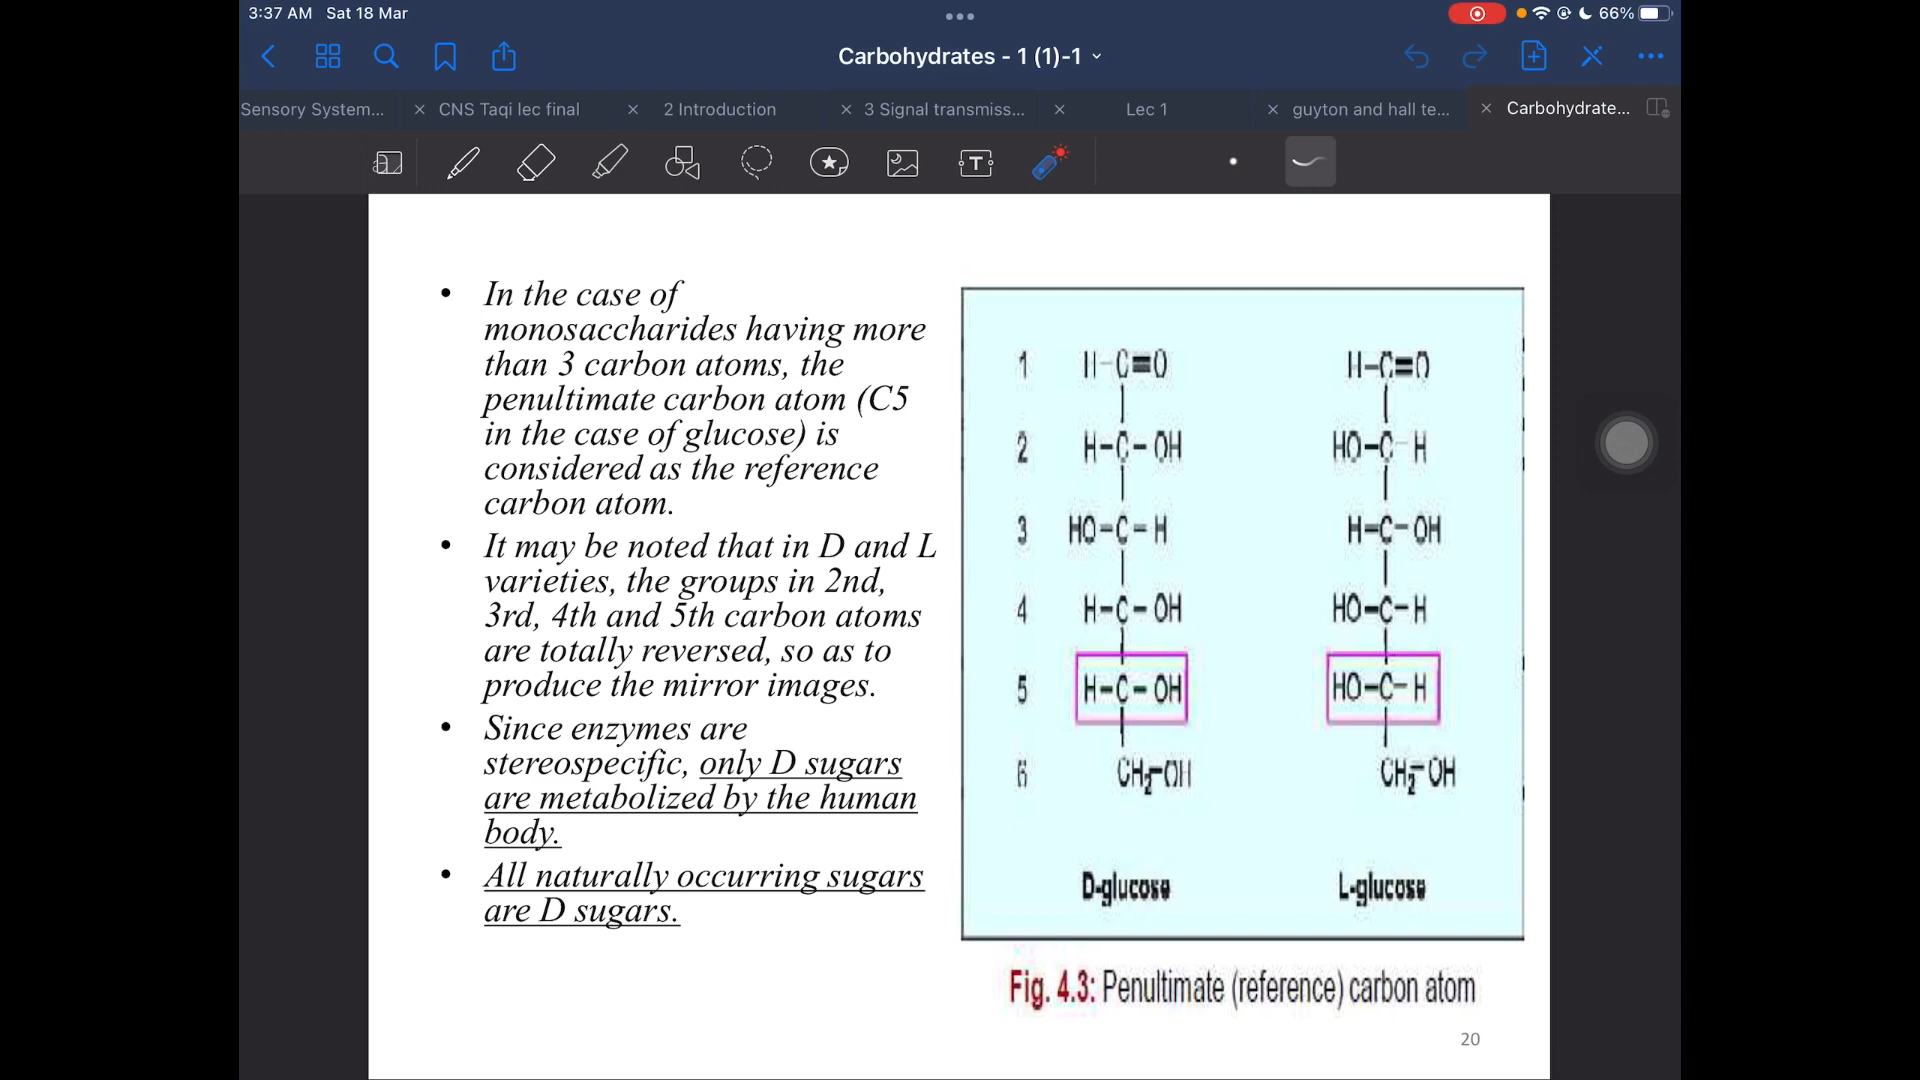 3:37 AM Sat 18 Mar
66%
Carbohydrates - 1 (1)-1
Sensory System...
CNS Taqi lec final
2 Introduction
3 Signal transmiss...
Lec 1
guyton and hall te...
Carbohydrate...
• In the case of
monosaccharides having more
than 3 carbon atoms, the
penultimate carbon atom (C5
in the case of glucose) is
considered as the reference
carbon atom.
• It may be noted that in D and L
varieties, the groups in 2nd,
3rd, 4th and 5th carbon atoms
are totally reversed, so as to
produce the mirror images.
• Since enzymes are
stereospecific, only D sugars
are metabolized by the human
body.
• All naturally occurring sugars
are D sugars.
1 H-C≡O H-C≡O
2 H-C-OH HO-C-H
3 HO-C-H H-C-OH
4 H-C-OH HO-C-H
5 H-C-OH HO-C-H
6 CH2-OH CH2-OH
D-glucose L-glucose
Fig. 4.3: Penultimate (reference) carbon atom
20